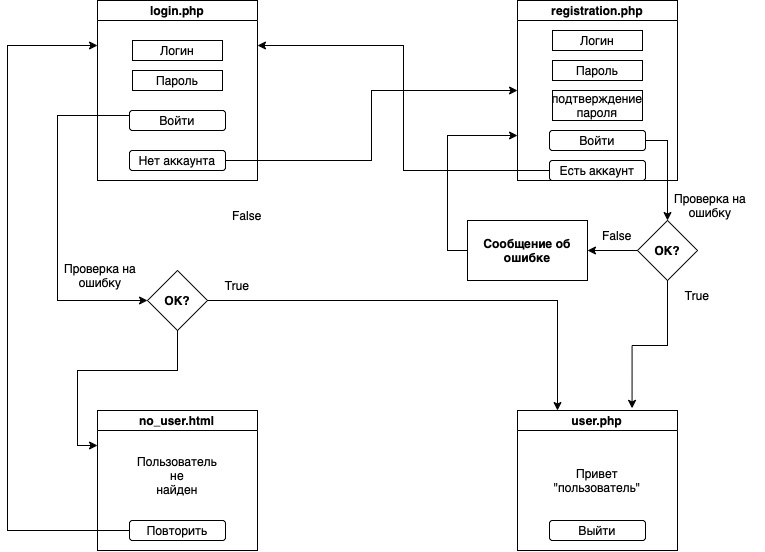 login.php
Логин
Пароль
Войти
Нет аккаунта
registration.php
Логин
Пароль
подтверждение
пароля
Войти
Есть аккаунт
Проверка на
ошибку
False
Сообщение об
ошибке
False
OK?
True
Проверка на
ошибку
OK?
True
no_user.html
Пользователь
не
найден
Повторить
user.php
Привет
"пользователь"
Выйти